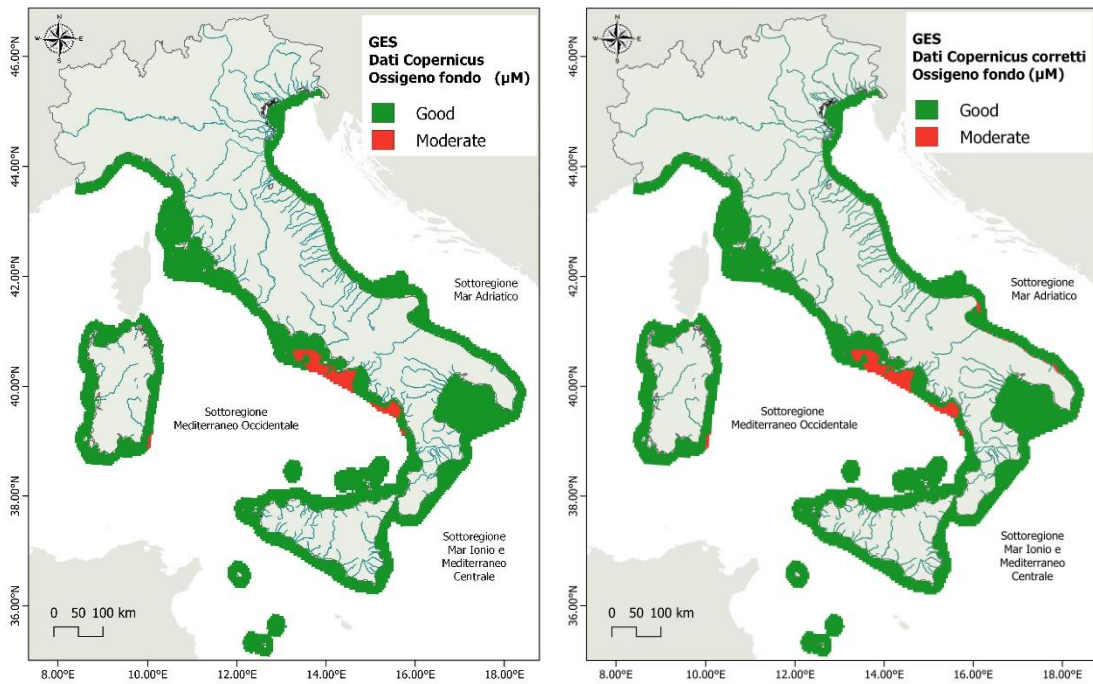 N
W E
S
GES
Dati Copernicus
Ossigeno fondo (µM)
Good
Moderate
46.00°N
44.00°N
42.00°N
40.00°N
38.00°N
36.00°N
Sottoregione
Mar Adriatico
Sottoregione
Mediterraneo Occidentale
Sottoregione
Mar Ionio e
Mediterraneo
Centrale
0 50 100 km
8.00°E 10.00°E 12.00°E 14.00°E 16.00°E 18.00°E
N
W E
S
GES
Dati Copernicus corretti
Ossigeno fondo (µM)
Good
Moderate
46.00°N
44.00°N
42.00°N
40.00°N
38.00°N
36.00°N
Sottoregione
Mar Adriatico
Sottoregione
Mediterraneo Occidentale
Sottoregione
Mar Ionio e
Mediterraneo
Centrale
0 50 100 km
8.00°E 10.00°E 12.00°E 14.00°E 16.00°E 18.00°E